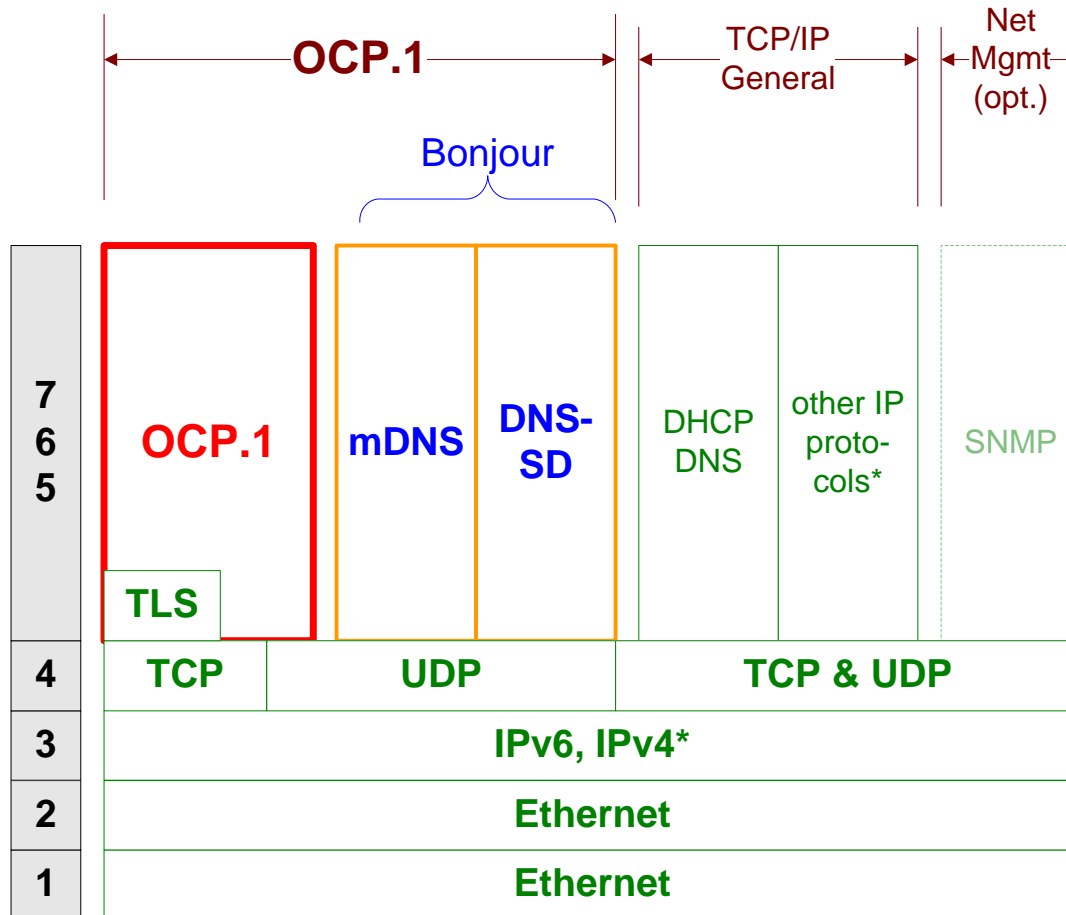 OCP.1
TCP/IP
General
Net
Mgmt
(opt.)
Bonjour
7
6
5
OCP.1
mDNS
DNS-
SD
DHCP
DNS
other IP
proto-
cols*
SNMP
TLS
4
TCP
UDP
TCP & UDP
3
IPv6, IPv4*
2
Ethernet
1
Ethernet